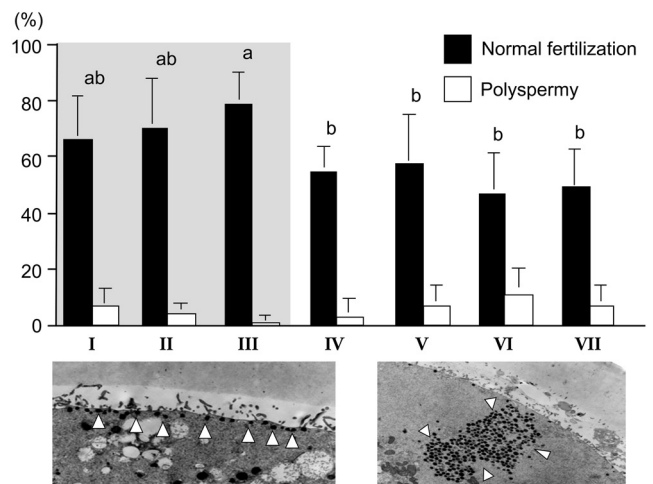 (%)
100
80
60
40
20
0
ab
ab
a
b
b
b
b
Normal fertilization
Polyspermy
I II III IV V VI VII